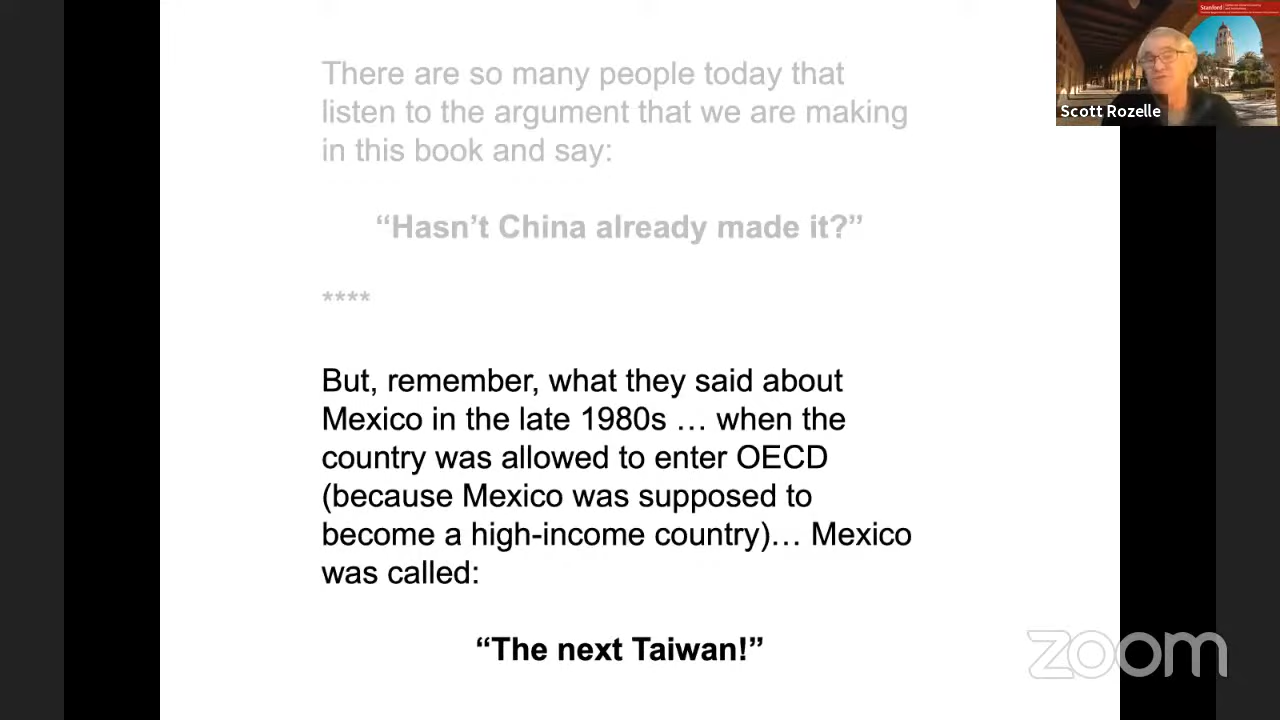 There are so many people today that
listen to the argument that we are making
in this book and say:
“Hasn’t China already made it?”
****
But, remember, what they said about
Mexico in the late 1980s … when the
country was allowed to enter OECD
(because Mexico was supposed to
become a high-income country)… Mexico
was called:
“The next Taiwan!”
Stanford
Scott Rozelle
zoom